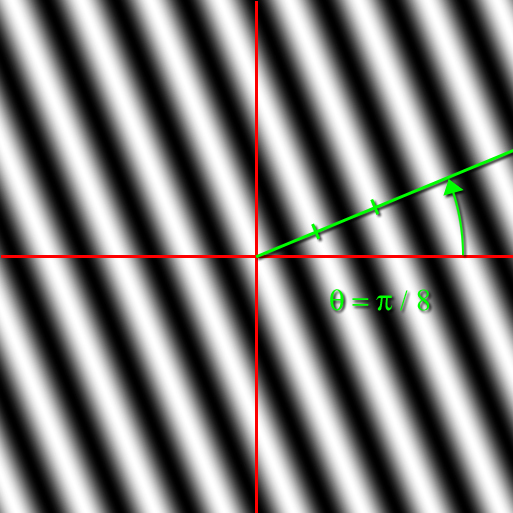 θ = π / 8